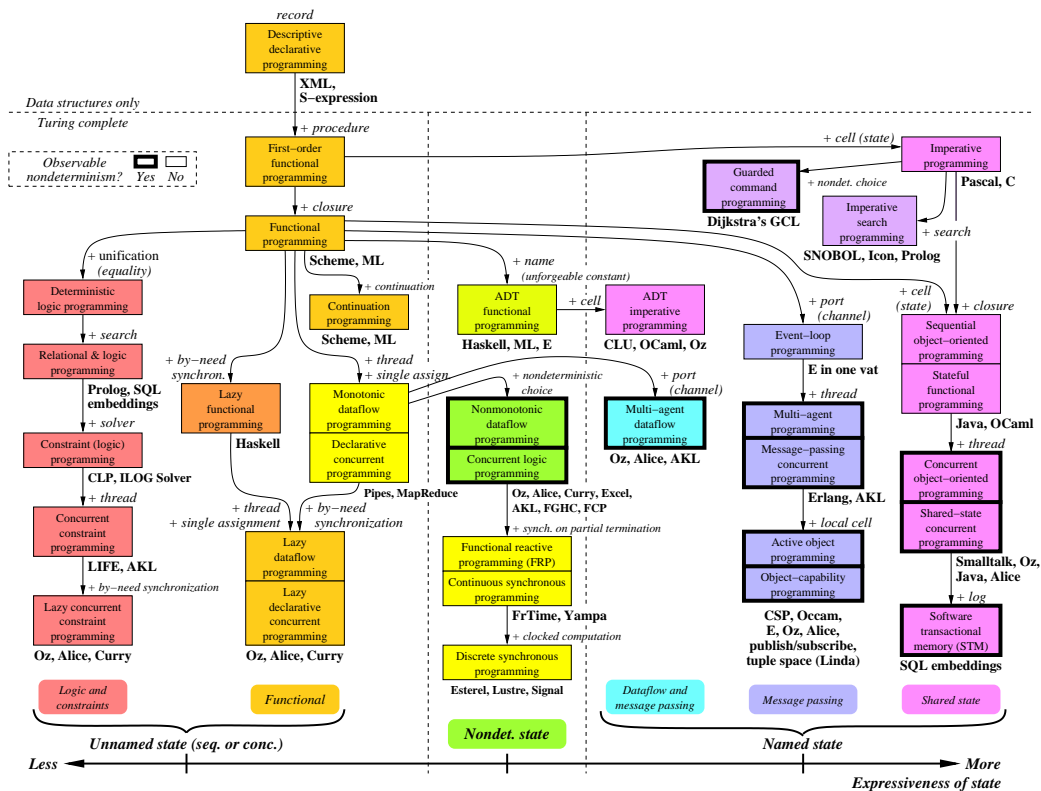 record
Descriptive
declarative
programming
XML,
S−expression
Data structures only
Turing complete
+ procedure
Observable
nondeterminism?
Yes
No
First−order
functional
programming
+ cell (state)
Imperative
programming
Pascal, C
Guarded
command
programming
+ nondet. choice
Dijkstra's GCL
Imperative
search
programming
+ search
SNOBOL, Icon, Prolog
+ closure
Functional
programming
Scheme, ML
+ unification
(equality)
+ continuation
Continuation
programming
Scheme, ML
+ name
(unforgeable constant)
ADT
functional
programming
Haskell, ML, E
+ cell
ADT
imperative
programming
CLU, OCaml, Oz
+ port
(channel)
Event−loop
programming
E in one vat
+ cell
(state)
+ closure
Sequential
object−oriented
programming
Stateful
functional
programming
Java, OCaml
Deterministic
logic programming
+ search
Relational & logic
programming
Prolog, SQL
embeddings
+ solver
Constraint (logic)
programming
CLP, ILOG Solver
+ thread
Concurrent
constraint
programming
LIFE, AKL
+ by−need synchronization
Lazy concurrent
constraint
programming
Oz, Alice, Curry
+ by−need
synchron.
Lazy
functional
programming
Haskell
+ thread
+ single assign.
Monotonic
dataflow
programming
Declarative
concurrent
programming
Pipes, MapReduce
+ thread
+ single assignment
+ by−need
synchronization
Lazy
dataflow
programming
Lazy
declarative
concurrent
programming
Oz, Alice, Curry
+ nondeterministic
choice
Nonmonotonic
dataflow
programming
Concurrent logic
programming
Oz, Alice, Curry, Excel,
AKL, FGHC, FCP
+ synch. on partial termination
Functional reactive
programming (FRP)
Continuous synchronous
programming
FrTime, Yampa
+ clocked computation
Discrete synchronous
programming
Esterel, Lustre, Signal
+ port
(channel)
Multi−agent
dataflow
programming
Oz, Alice, AKL
+ thread
Multi−agent
programming
Message−passing
concurrent
programming
Erlang, AKL
+ local cell
Active object
programming
Object−capability
programming
CSP, Occam,
E, Oz, Alice,
publish/subscribe,
tuple space (Linda)
+ thread
Concurrent
object−oriented
programming
Shared−state
concurrent
programming
Smalltalk, Oz,
Java, Alice
+ log
Software
transactional
memory (STM)
SQL embeddings
Logic and
constraints
Functional
Dataflow and
message passing
Message passing
Shared state
Unnamed state (seq. or conc.)
Nondet. state
Named state
Less
More
Expressiveness of state